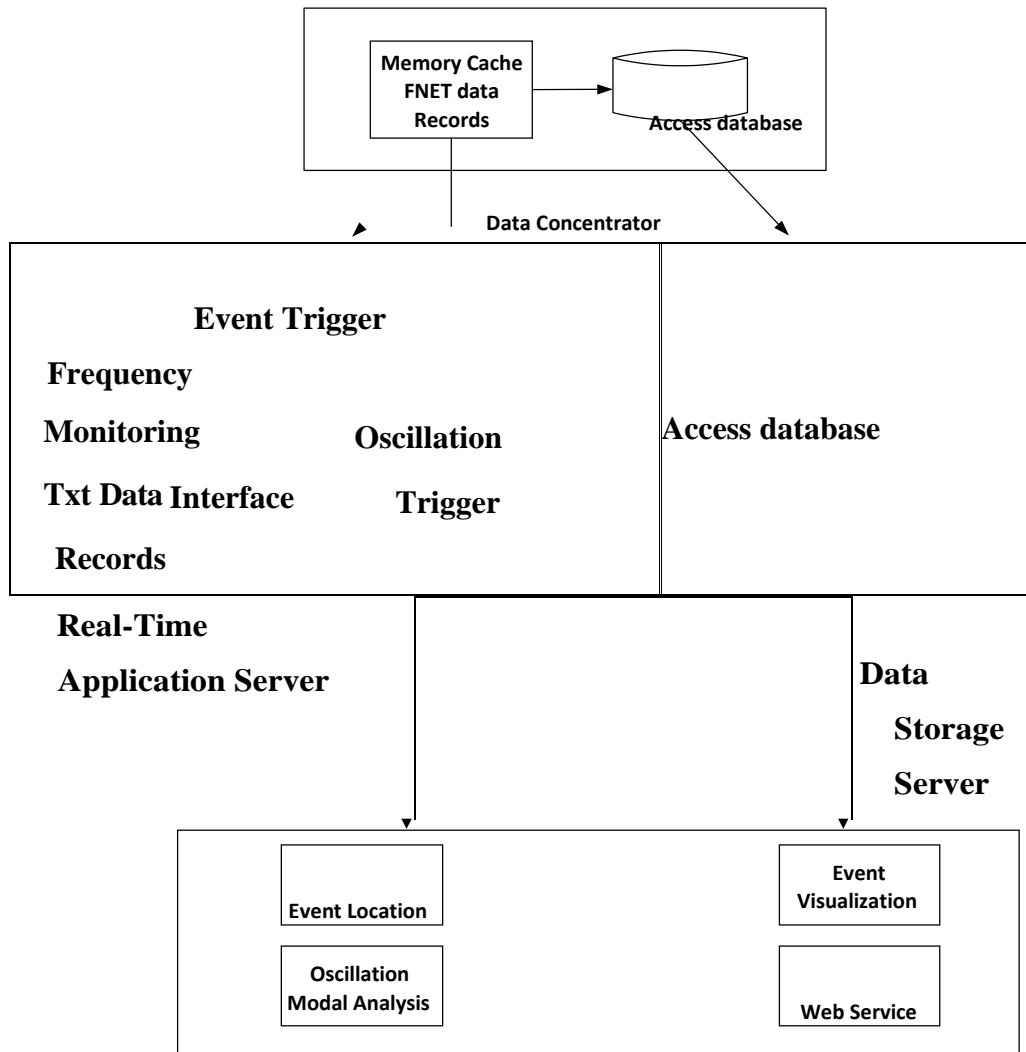 Memory Cache
FNET data
Records
Access database
Data Concentrator
Event Trigger
Frequency
Monitoring
Oscillation
Access database
Txt Data Interface
Trigger
Records
Real-Time
Application Server
Data
Storage
Server
Event Location
Event
Visualization
Oscillation
Modal Analysis
Web Service